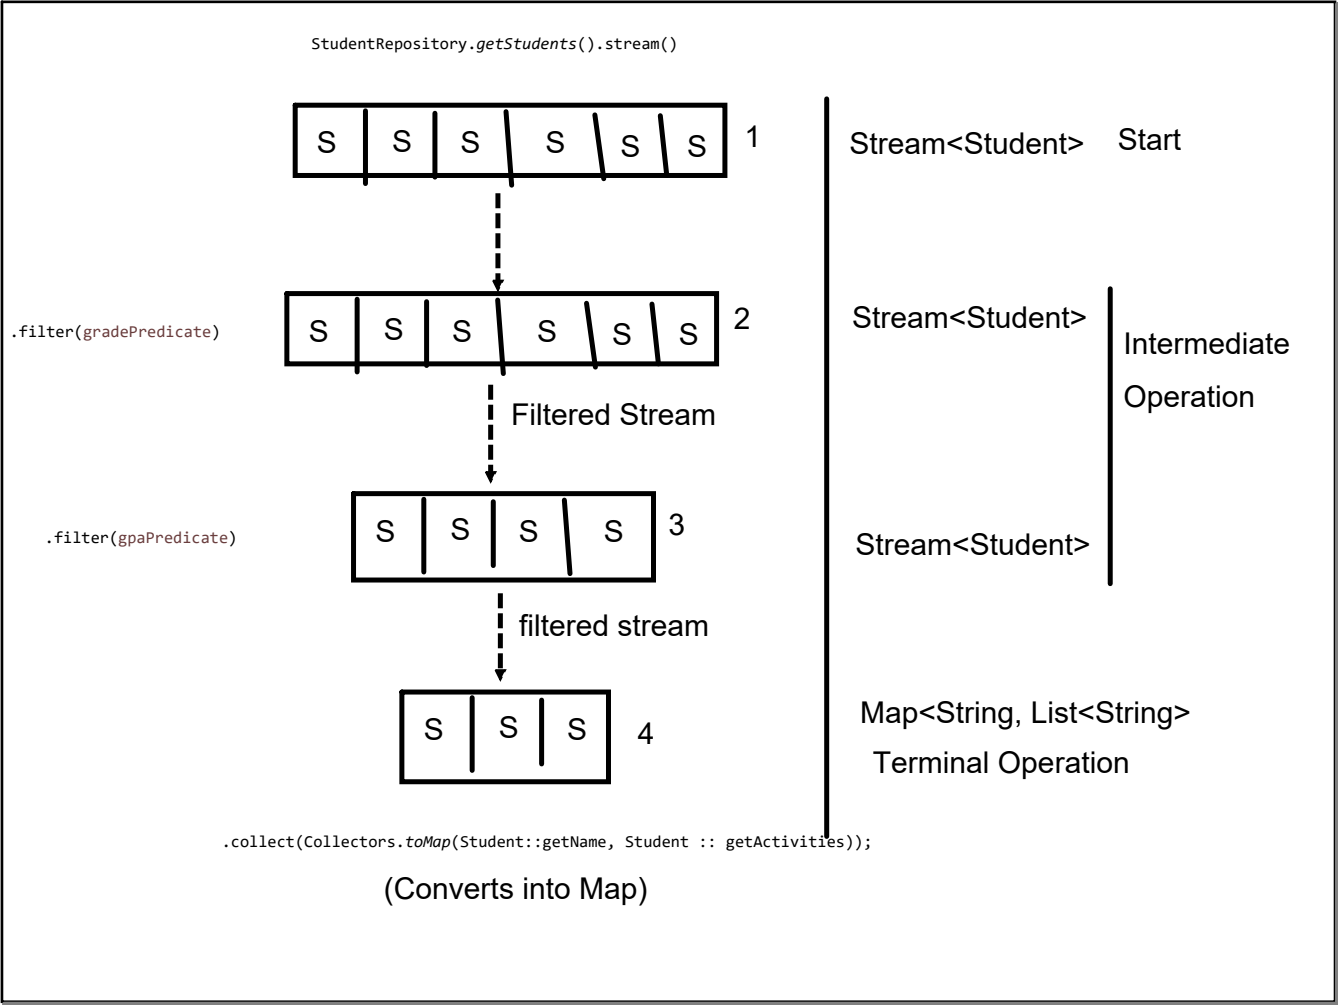 StudentRepository.getStudents().stream()
S S S S S S 1
Stream<Student> Start
.filter(gradePredicate)
S S S S S S 2
Stream<Student>
Intermediate
Operation
Filtered Stream
.filter(gpaPredicate)
S S S S 3
Stream<Student>
filtered stream
S S S 4
Map<String, List<String>
Terminal Operation
.collect(Collectors.toMap(Student::getName, Student :: getActivities));
(Converts into Map)